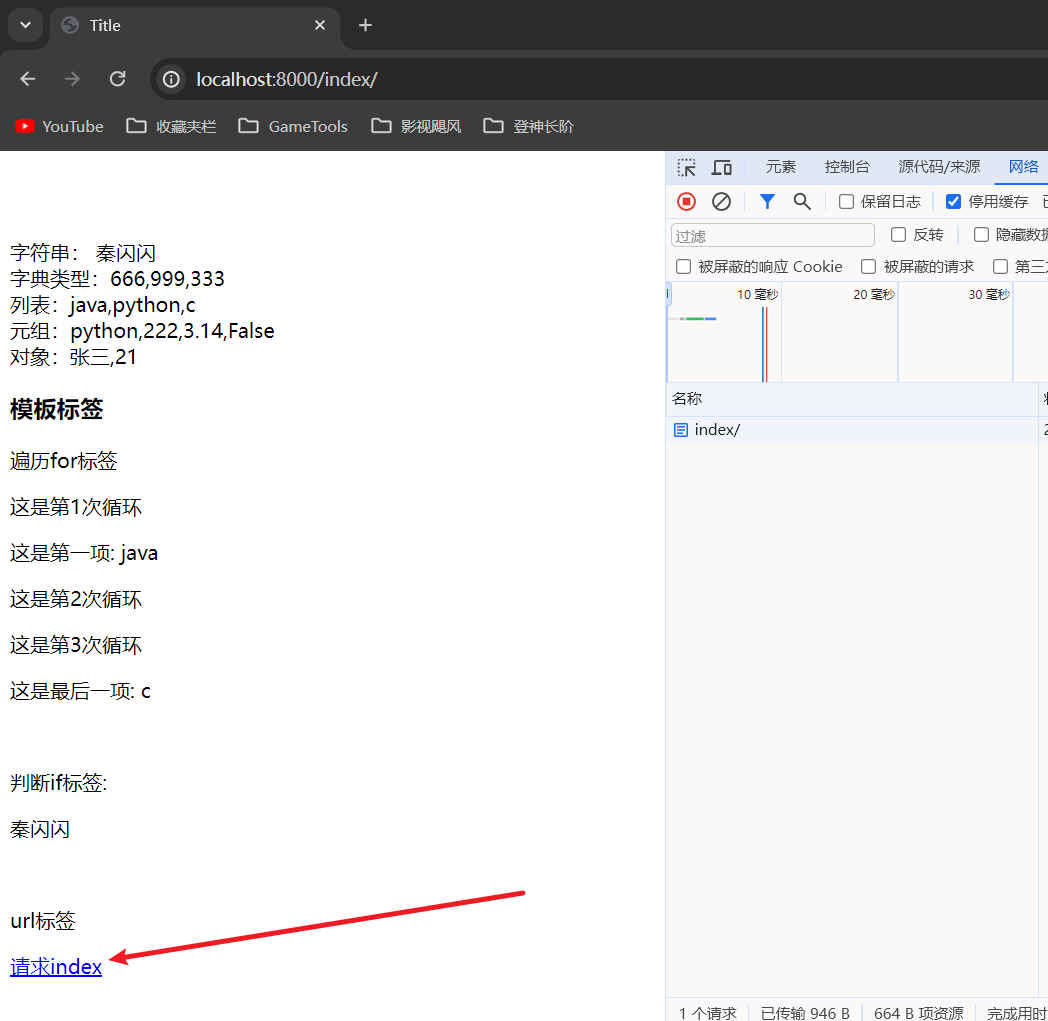 Title
localhost:8000/index/
YouTube 收藏夹栏 GameTools 影视飓风 登神长阶
元素 控制台 源代码/来源 网络
保留日志 停用缓存
过滤 反转 隐藏数据
被屏蔽的响应 Cookie 被屏蔽的请求 第三
10 毫秒 20 毫秒 30 毫秒
名称
index/
字符串： 秦闪闪
字典类型：666,999,333
列表：java,python,c
元组：python,222,3.14,False
对象：张三,21
模板标签
遍历for标签
这是第1次循环
这是第一项: java
这是第2次循环
这是第3次循环
这是最后一项: c
判断if标签:
秦闪闪
url标签
请求index
1 个请求 已传输 946 B 664 B 项资源 完成用时